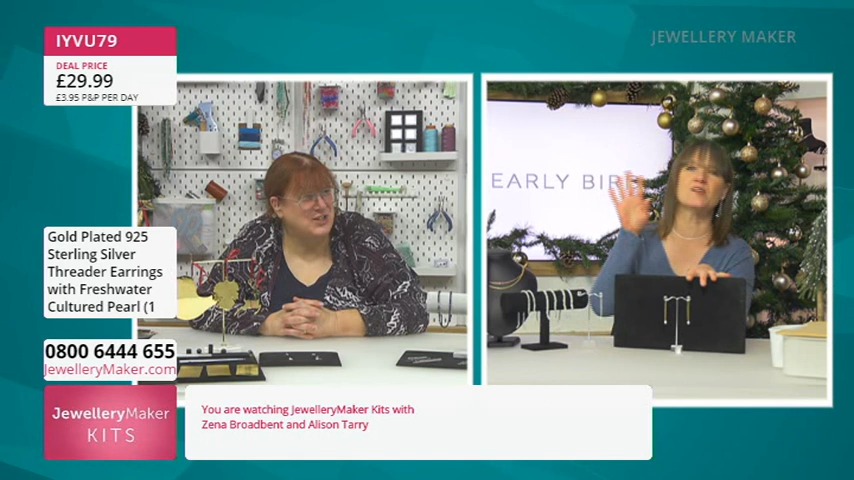 IYVU79
JEWELLERY MAKER
DEAL PRICE
£29.99
£3.95 P&P PER DAY
EARLY BIRD
Gold Plated 925
Sterling Silver
Threader Earrings
with Freshwater
Cultured Pearl (1
0800 6444 655
JewelleryMaker.com
JewelleryMaker
KITS
You are watching JewelleryMaker Kits with
Zena Broadbent and Alison Tarry